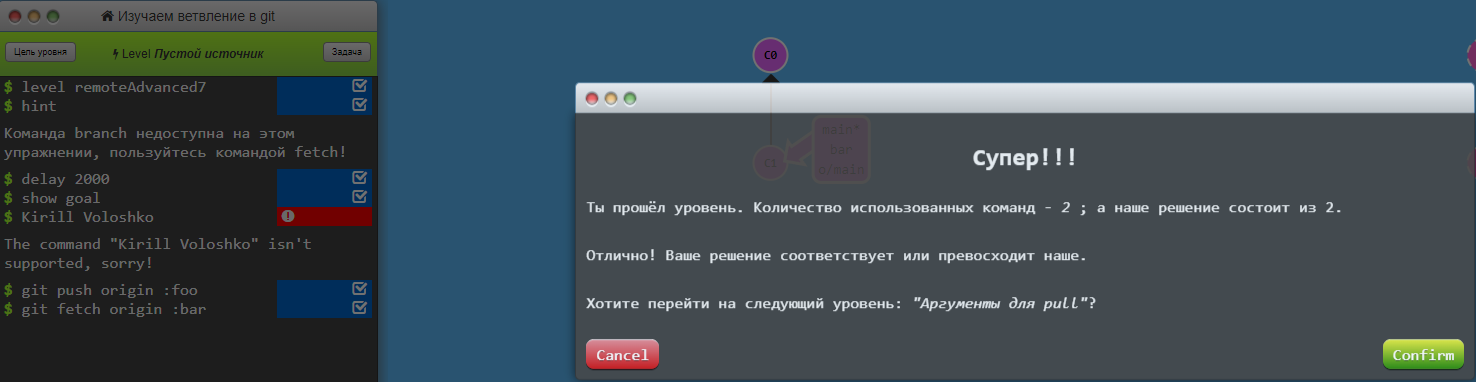 Изучаем ветвление в git
Цель уровня
Level Пустой источник
Задача
$ level remoteAdvanced7
$ hint
Команда branch недоступна на этом
упражнении, пользуйтесь командой fetch!
$ delay 2000
$ show goal
$ Kirill Voloshko
The command "Kirill Voloshko" isn't
supported, sorry!
$ git push origin :foo
$ git fetch origin :bar
C0
C1
main*
bar
o/main
Супер!!!
Ты прошёл уровень. Количество использованных команд - 2 ; а наше решение состоит из 2.
Отлично! Ваше решение соответствует или превосходит наше.
Хотите перейти на следующий уровень: "Аргументы для pull"?
Cancel
Confirm